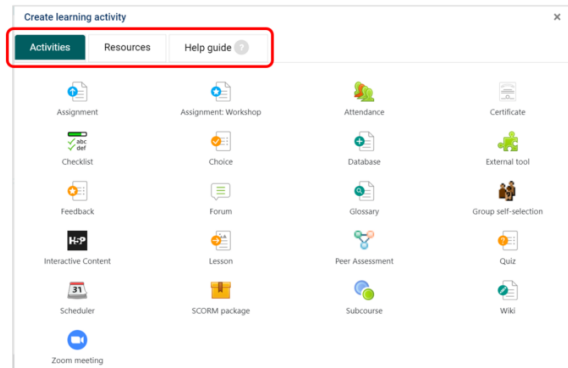 Create learning activity ×
Activities Resources Help guide ?
Assignment Assignment: Workshop Attendance Certificate
abc
def
Checklist Choice Database External tool
Feedback Forum Glossary Group self-selection
H-P
Interactive Content Lesson Peer Assessment Quiz
31
Scheduler SCORM package Subcourse Wiki
Zoom meeting